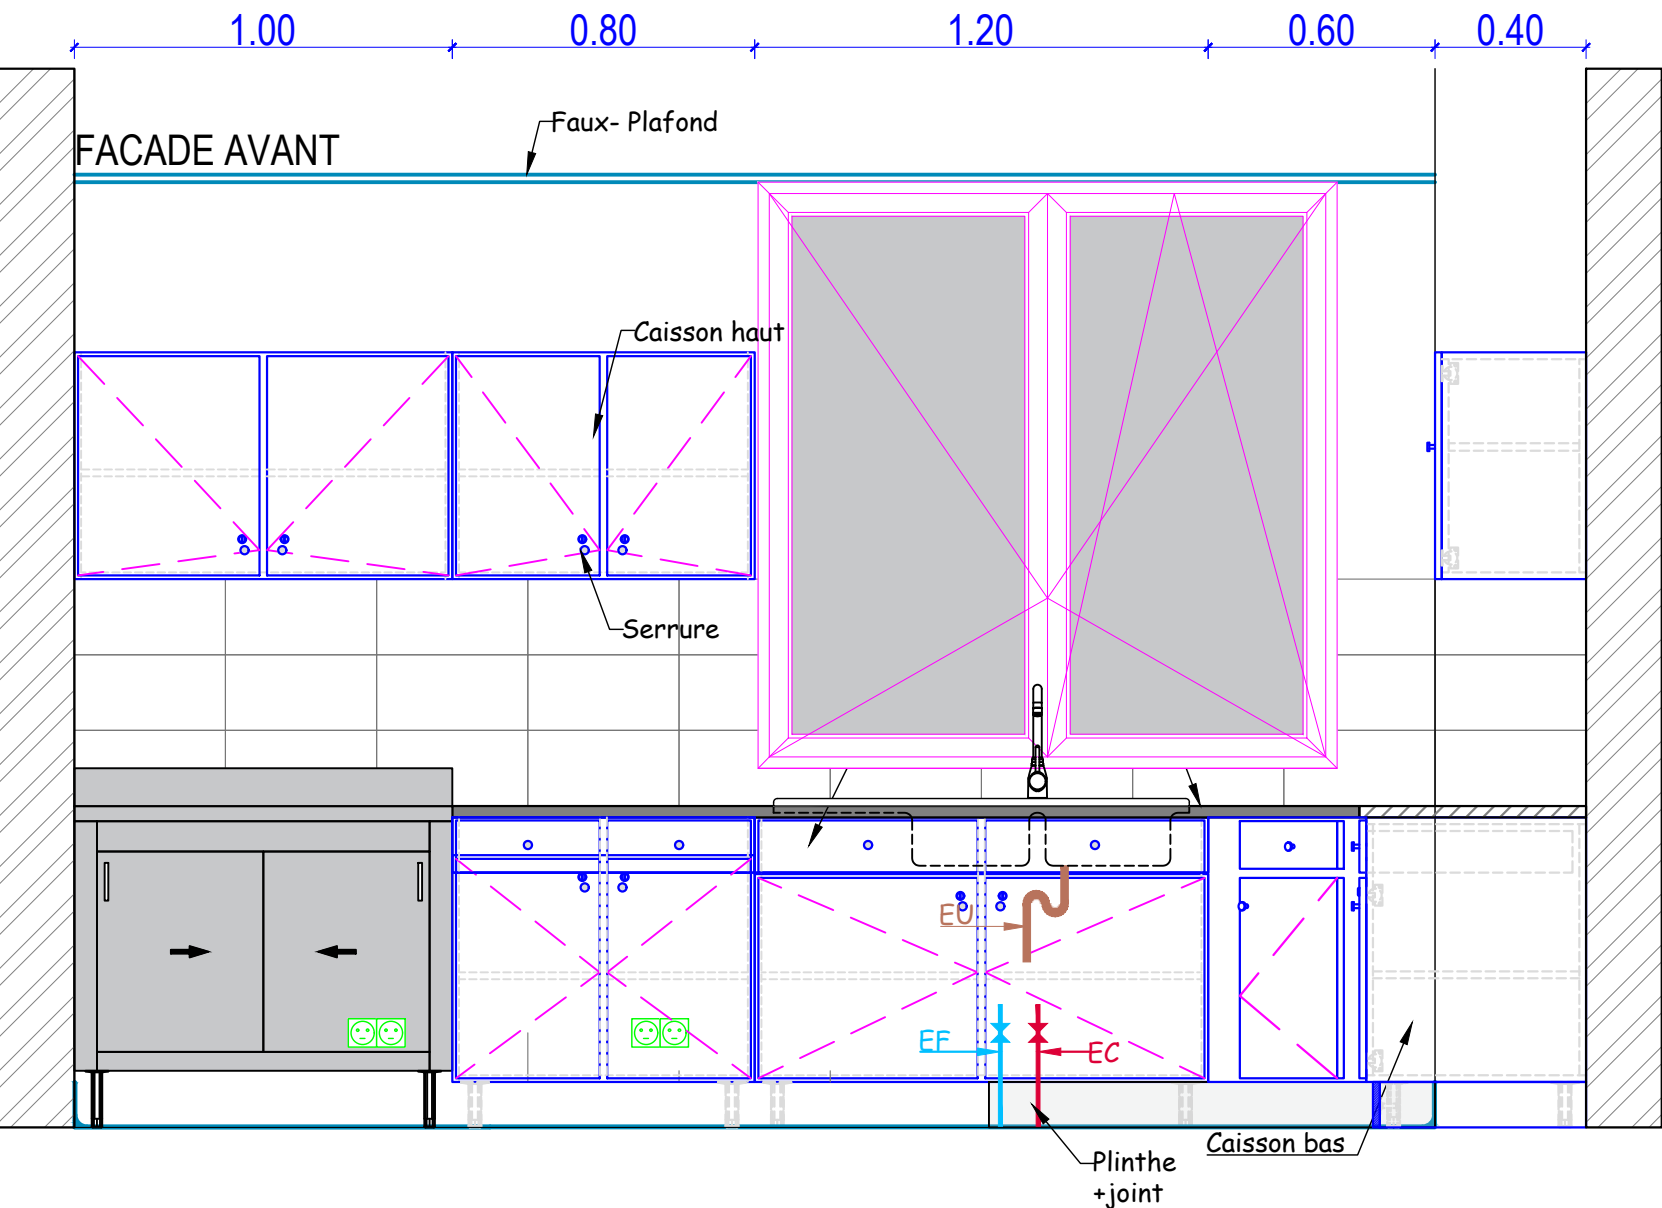 1.00 0.80 1.20 0.60 0.40
Faux- Plafond
FACADE AVANT
Caisson haut
Serrure
EU
EF
EC
Caisson bas
Plinthe
+joint